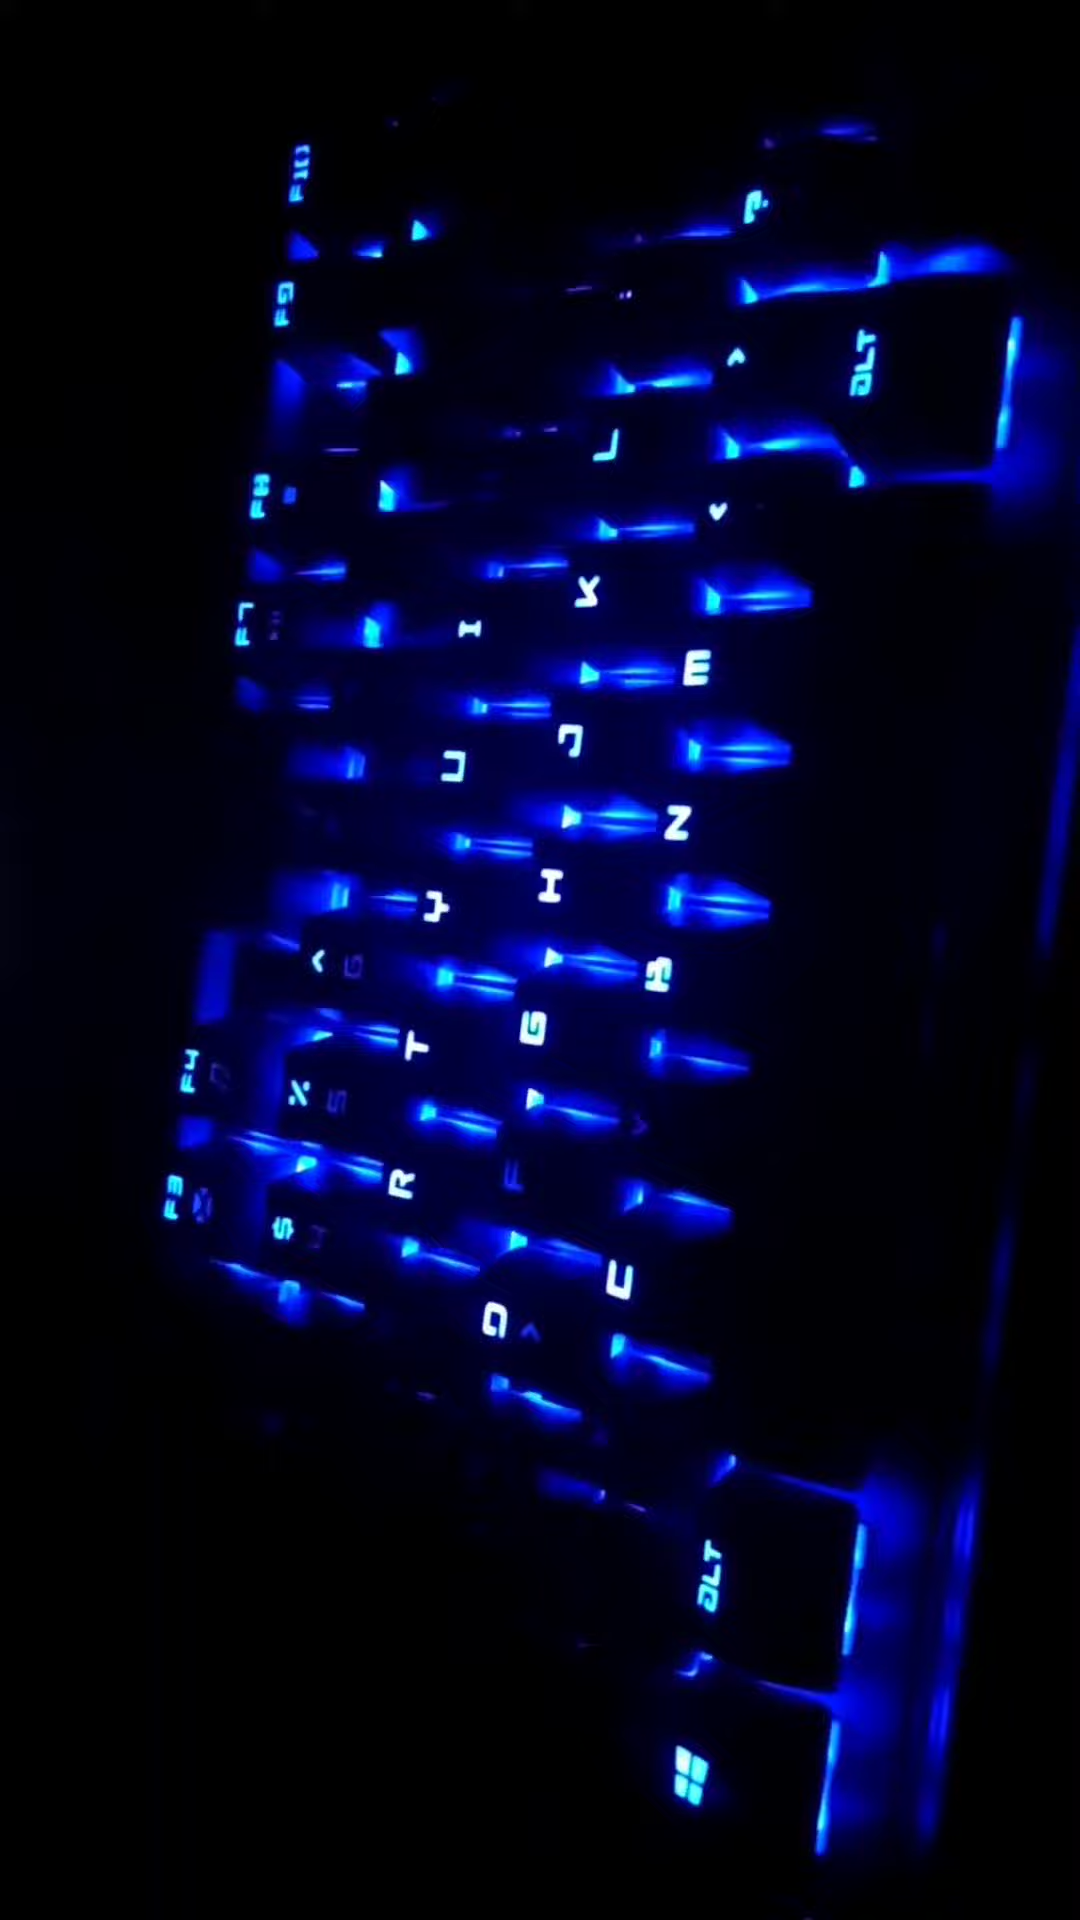 F3 F4 F7 F8 F9 F10
$ % ^
R T Y U I
D F G H J K L
C B N M < > ?
ALT ALT